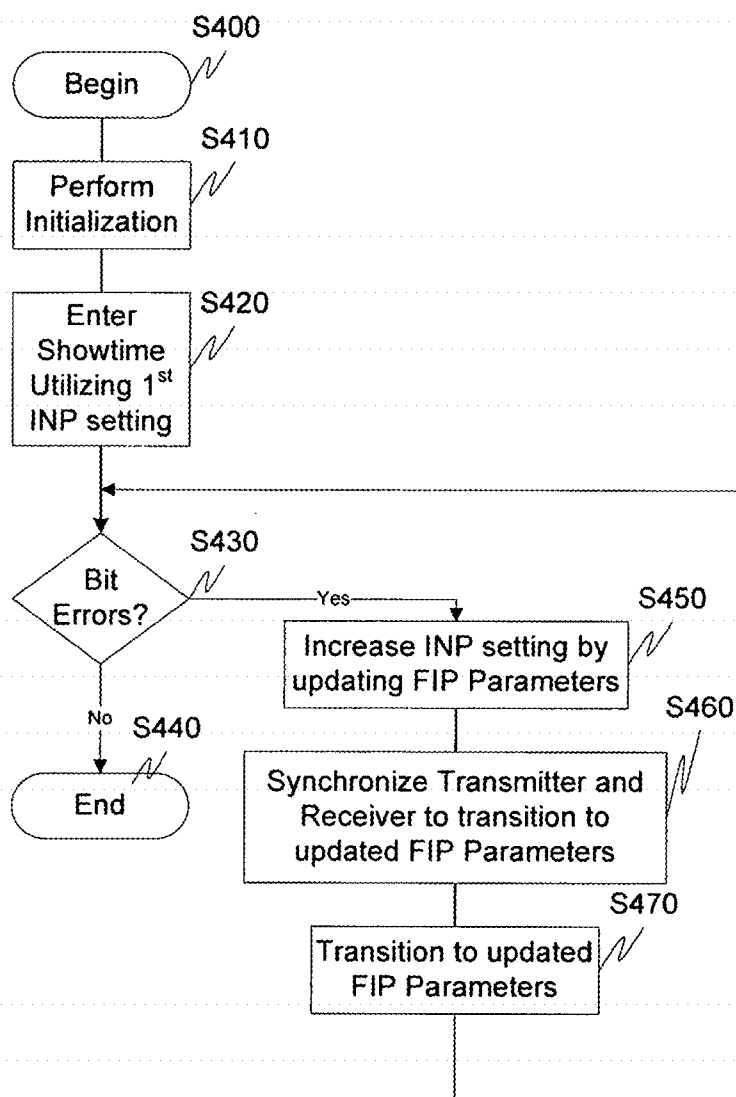 S400
Begin
S410
Perform
Initialization
S420
Enter
Showtime
Utilizing 1st
INP setting
S430
Bit
Errors?
Yes
No
S440
End
S450
Increase INP setting by
updating FIP Parameters
S460
Synchronize Transmitter and
Receiver to transition to
updated FIP Parameters
S470
Transition to updated
FIP Parameters